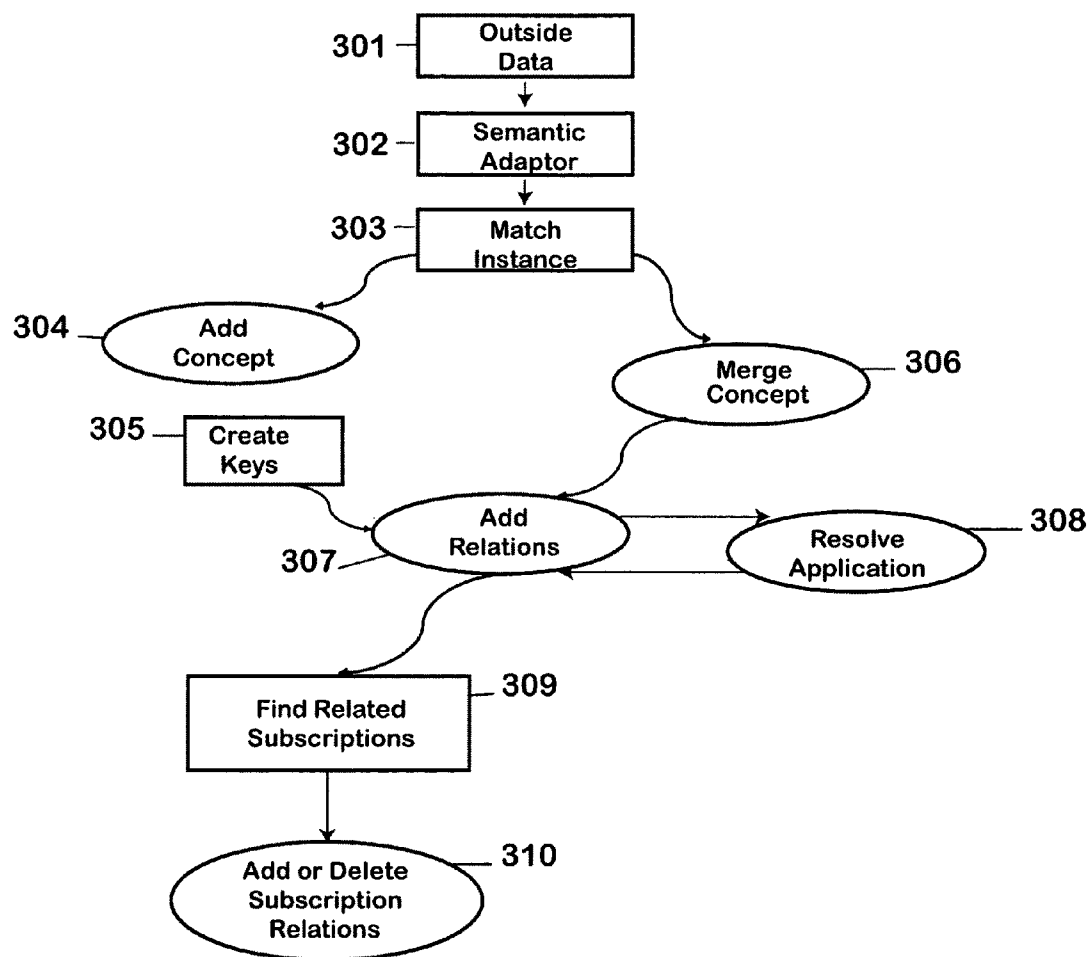 301
Outside
Data
302
Semantic
Adaptor
303
Match
Instance
304
Add
Concept
Merge
Concept
306
305
Create
Keys
Add
Relations
307
Resolve
Application
308
309
Find Related
Subscriptions
310
Add or Delete
Subscription
Relations